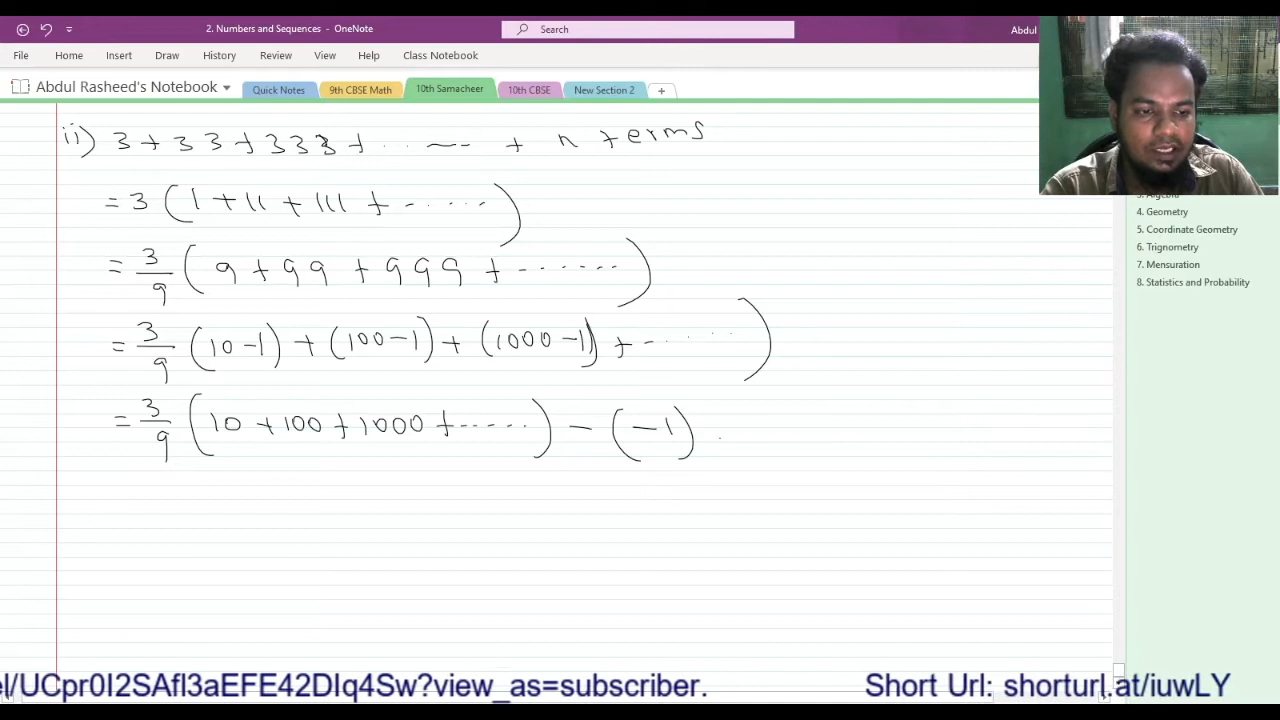 2. Numbers and Sequences - OneNote
Search
Abdul
File Home Insert Draw History Review View Class Notebook
Abdul Rasheed's Notebook
Quick Notes 9th CBSE Math 10th Samacheer 10th CBSE New Section 2 +
ii) 3 + 33 + 333 + ........ + n terms
= 3 (1 + 11 + 111 + ......)
= 3/9 (9 + 99 + 999 + .......)
= 3/9 (10 - 1) + (100 - 1) + (1000 - 1) + ......)
= 3/9 (10 + 100 + 1000 + ......) - (-1)
3. Algebra
4. Geometry
5. Coordinate Geometry
6. Trignometry
7. Mensuration
8. Statistics and Probability
el/UCpr0I2SAfl3aEFE42DIq4Sw?view_as=subscriber. Short Url: shorturl.at/iuwLY